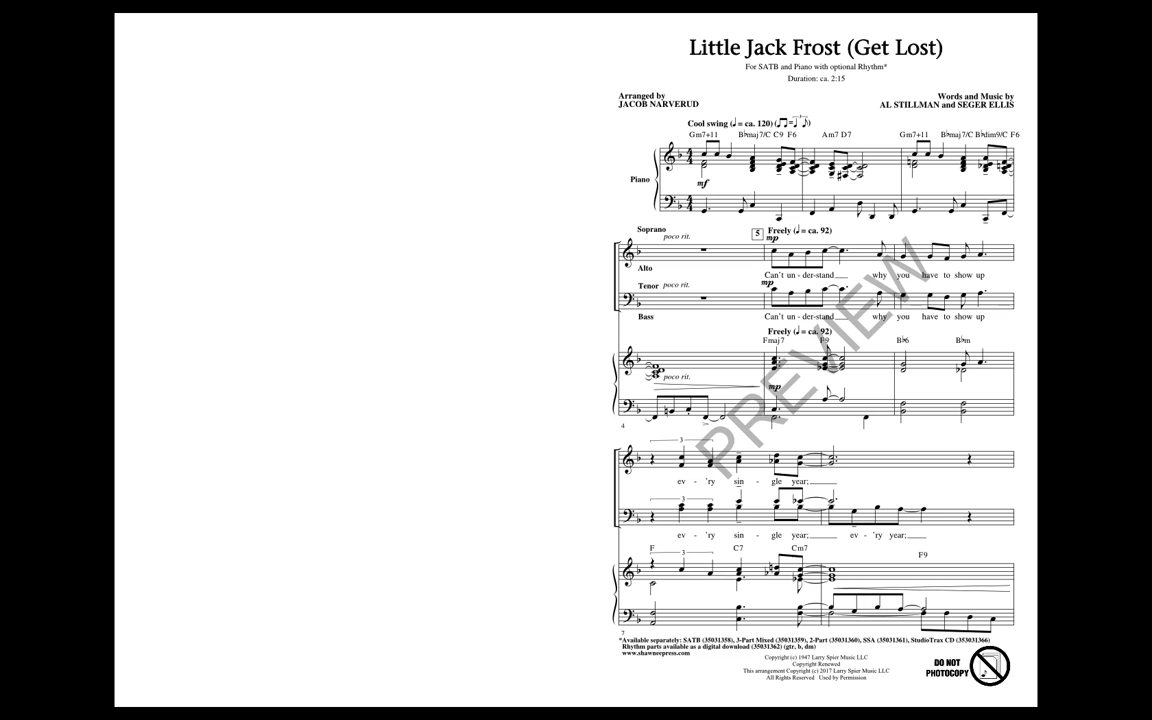 Little Jack Frost (Get Lost)
For SATB and Piano with optional Rhythm*
Duration: ca. 2:15
Arranged by
JACOB NARVERUD
Words and Music by
AL STILLMAN and SEGER ELLIS
Cool swing (♩ = ca. 120) (♫=♩ ♪) 3
Gm7+11 B♭maj7/C C9 F6 Am7 D7 Gm7+11 B♭maj7/C B♭dim9/C F6
4 4
Piano
mf
4 4
Soprano
poco rit.
5 Freely (♩ = ca. 92)
mp
Alto
Can't un - der-stand why you have to show up
Tenor poco rit.
mp
Bass
Can't un - der-stand why you have to show up
Freely (♩ = ca. 92)
Fmaj7 F9 B♭6 B♭m
poco rit.
mp
4
3
ev - 'ry sin - gle year;
3
ev - 'ry sin - gle year; ev - 'ry year;
F C7 Cm7 F9
3
7
*Available separately: SATB (35031358), 3-Part Mixed (35031359), 2-Part (35031360), SSA (35031361), StudioTrax CD (353031366)
Rhythm parts available as a digital download (35031362) (gtr, b, dm)
www.shawneepress.com
Copyright (c) 1947 Larry Spier Music LLC
Copyright Renewed
This arrangement Copyright (c) 2017 Larry Spier Music LLC
All Rights Reserved Used by Permission
DO NOT
PHOTOCOPY
PREVIEW